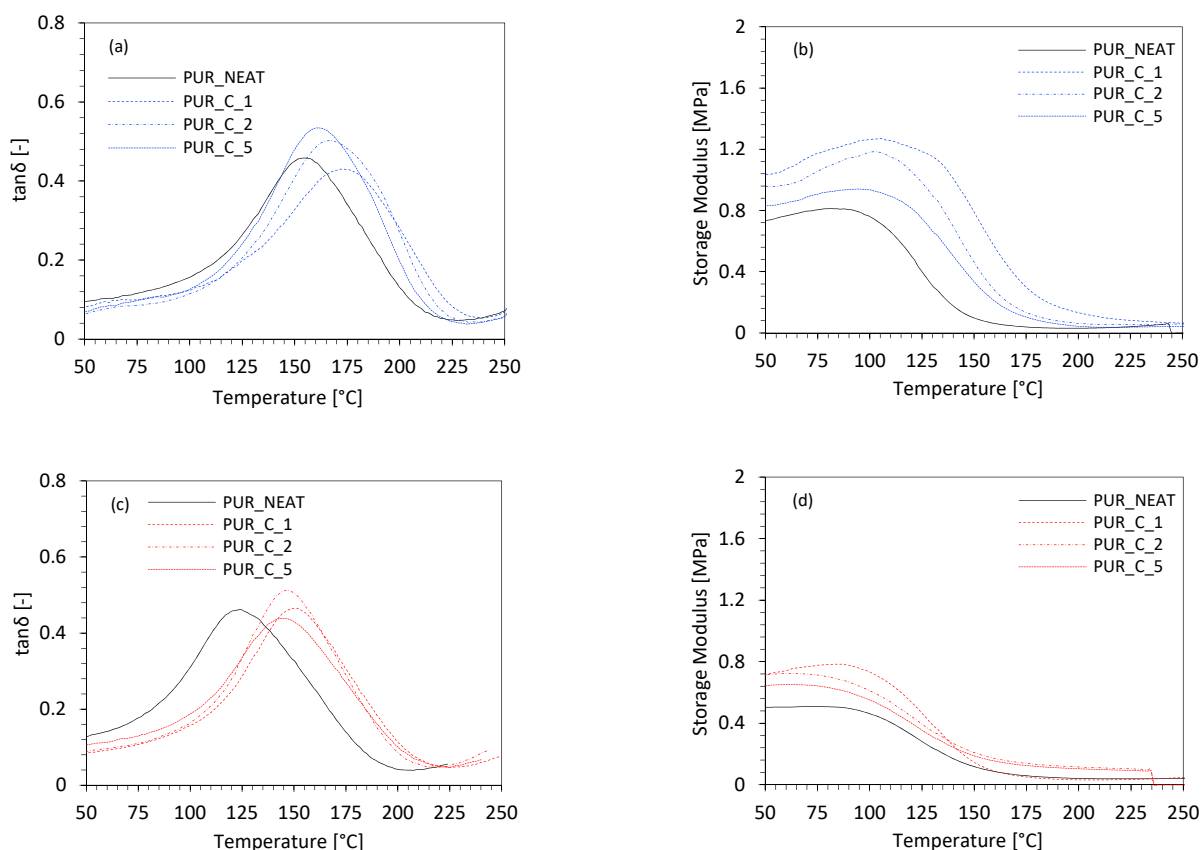 (a)
PUR_NEAT
PUR_C_1
PUR_C_2
PUR_C_5
0.8
0.6
0.4
0.2
0
tanδ [-]
50 75 100 125 150 175 200 225 250
Temperature [°C]
(b)
PUR_NEAT
PUR_C_1
PUR_C_2
PUR_C_5
2
1.6
1.2
0.8
0.4
0
Storage Modulus [MPa]
50 75 100 125 150 175 200 225 250
Temperature [°C]
(c)
PUR_NEAT
PUR_C_1
PUR_C_2
PUR_C_5
0.8
0.6
0.4
0.2
0
tanδ [-]
50 75 100 125 150 175 200 225 250
Temperature [°C]
(d)
PUR_NEAT
PUR_C_1
PUR_C_2
PUR_C_5
2
1.6
1.2
0.8
0.4
0
Storage Modulus [MPa]
50 75 100 125 150 175 200 225 250
Temperature [°C]